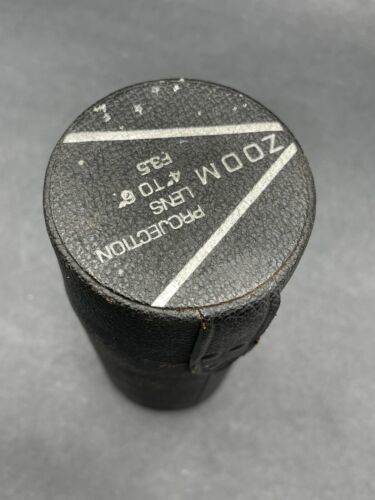 ZOOM
PROJECTION
LENS
4" TO 6"
F3.5